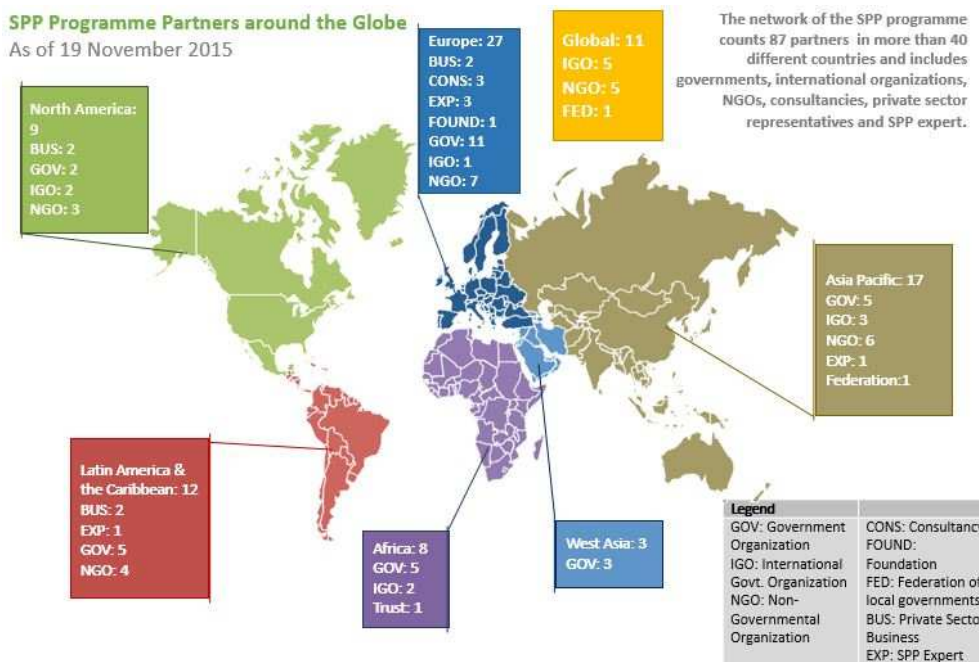 SPP Programme Partners around the Globe
As of 19 November 2015
The network of the SPP programme
counts 87 partners in more than 40
different countries and includes
governments, international organizations,
NGOs, consultancies, private sector
representatives and SPP expert.
North America:
9
BUS: 2
GOV: 2
IGO: 2
NGO: 3
Europe: 27
BUS: 2
CONS: 3
EXP: 3
FOUND: 1
GOV: 11
IGO: 1
NGO: 7
Global: 11
IGO: 5
NGO: 5
FED: 1
Asia Pacific: 17
GOV: 5
IGO: 3
NGO: 6
EXP: 1
Federation:1
Latin America &
the Caribbean: 12
BUS: 2
EXP: 1
GOV: 5
NGO: 4
Africa: 8
GOV: 5
IGO: 2
Trust: 1
West Asia: 3
GOV: 3
Legend
GOV: Government
Organization
IGO: International
Govt. Organization
NGO: Non-
Governmental
Organization
CONS: Consultanc
FOUND:
Foundation
FED: Federation of
local governments
BUS: Private Secto
Business
EXP: SPP Expert